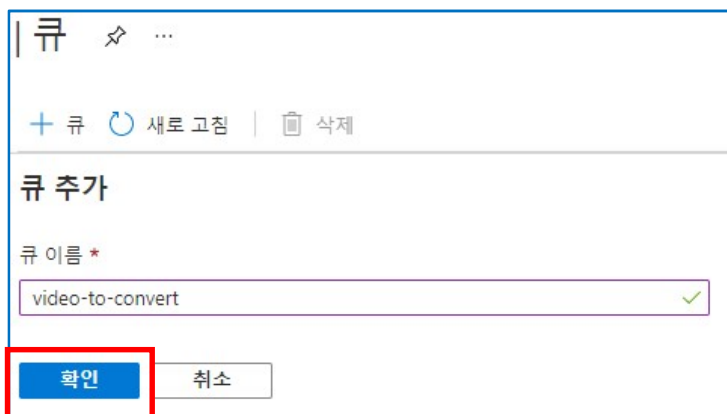 큐 ...
+ 큐 새로 고침 삭제
큐 추가
큐 이름 *
video-to-convert
확인 취소